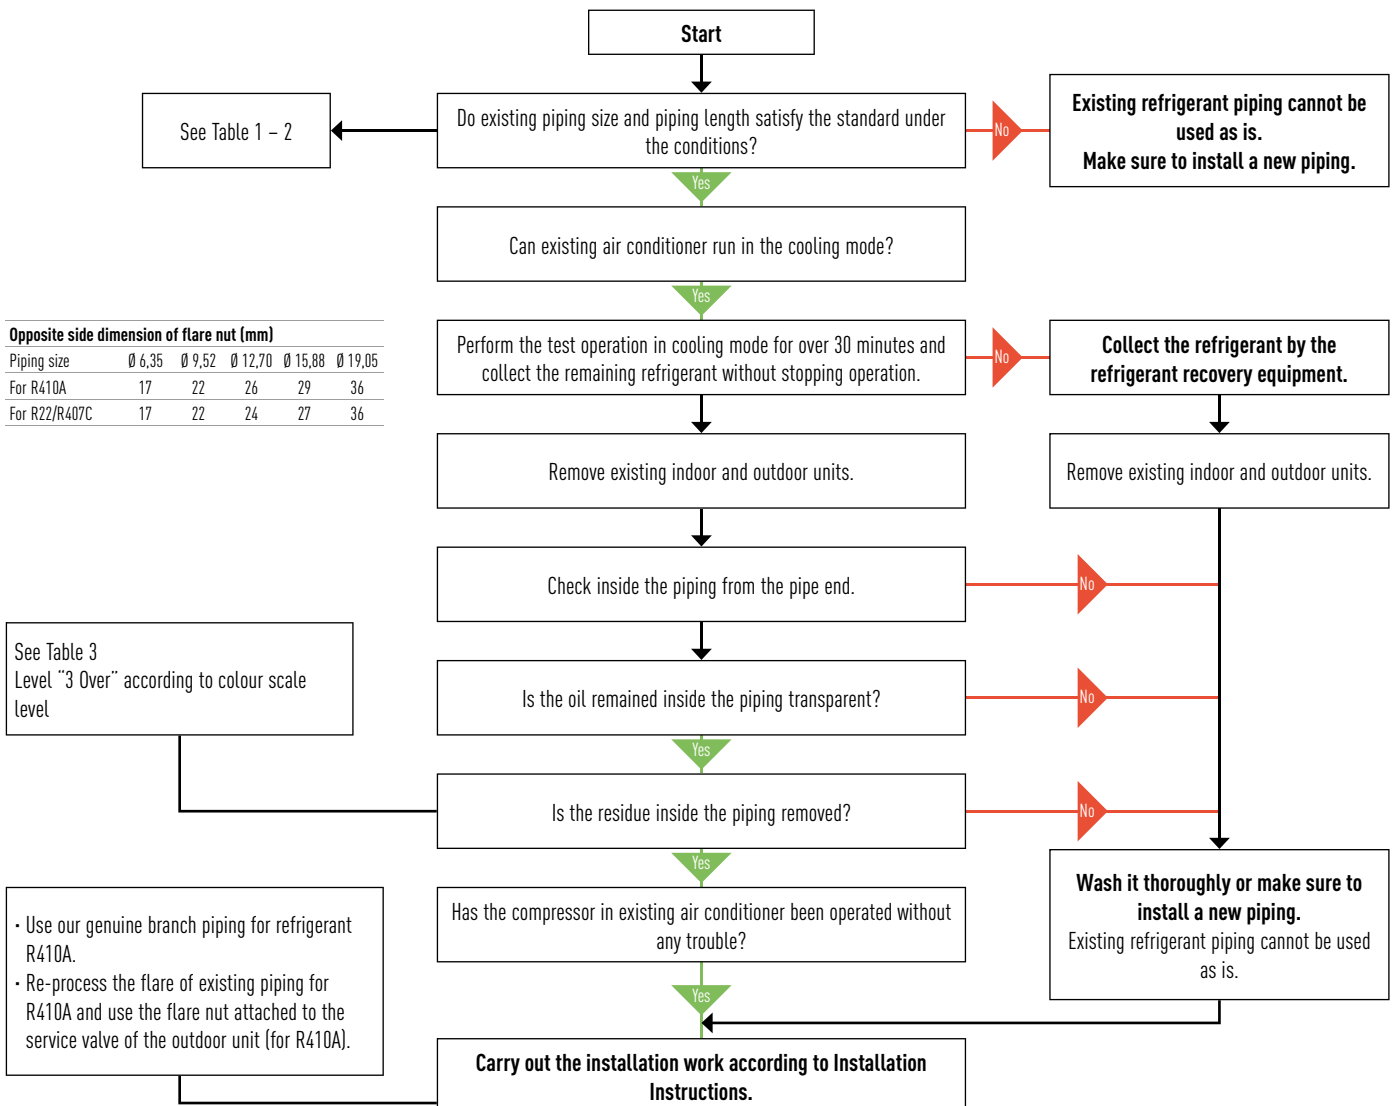 Start
See Table 1 – 2
Do existing piping size and piping length satisfy the standard under
the conditions?
No
Existing refrigerant piping cannot be
used as is.
Make sure to install a new piping.
Yes
Can existing air conditioner run in the cooling mode?
Yes
Opposite side dimension of flare nut (mm)
Piping size Ø 6,35 Ø 9,52 Ø 12,70 Ø 15,88 Ø 19,05
For R410A 17 22 26 29 36
For R22/R407C 17 22 24 27 36
Perform the test operation in cooling mode for over 30 minutes and
collect the remaining refrigerant without stopping operation.
No
Collect the refrigerant by the
refrigerant recovery equipment.
Remove existing indoor and outdoor units.
Remove existing indoor and outdoor units.
Check inside the piping from the pipe end.
No
See Table 3
Level ¨3 Over¨ according to colour scale
level
Is the oil remained inside the piping transparent?
No
Yes
Is the residue inside the piping removed?
No
Yes
Has the compressor in existing air conditioner been operated without
any trouble?
Wash it thoroughly or make sure to
install a new piping.
Existing refrigerant piping cannot be used
as is.
· Use our genuine branch piping for refrigerant
R410A.
· Re-process the flare of existing piping for
R410A and use the flare nut attached to the
service valve of the outdoor unit (for R410A).
Yes
Carry out the installation work according to Installation
Instructions.